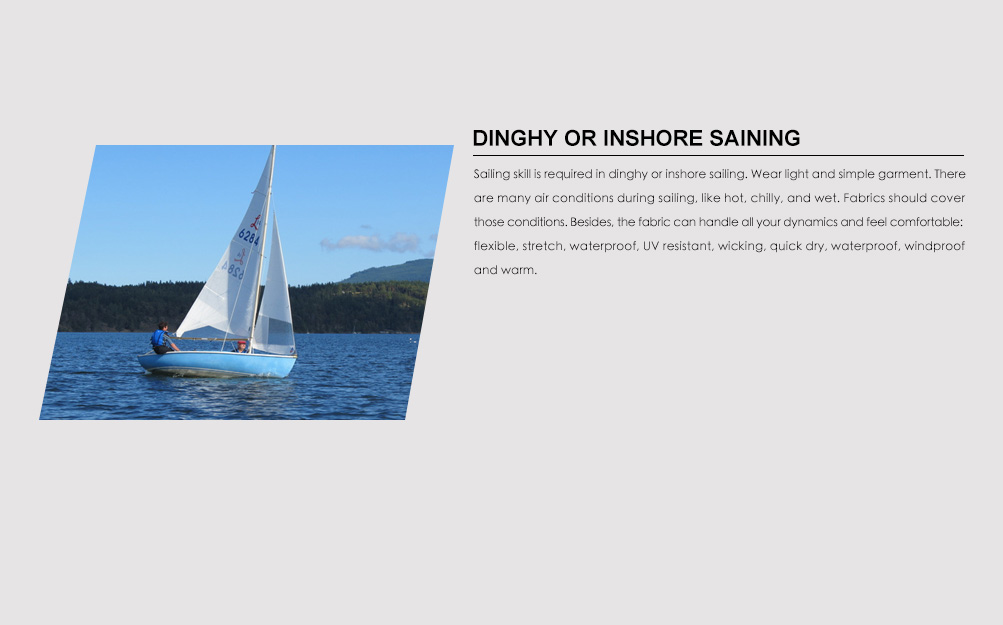 DINGHY OR INSHORE SAINING
Sailing skill is required in dinghy or inshore sailing. Wear light and simple garment. There
are many air conditions during sailing, like hot, chilly, and wet. Fabrics should cover
those conditions. Besides, the fabric can handle all your dynamics and feel comfortable:
flexible, stretch, waterproof, UV resistant, wicking, quick dry, waterproof, windproof
and warm.
6284